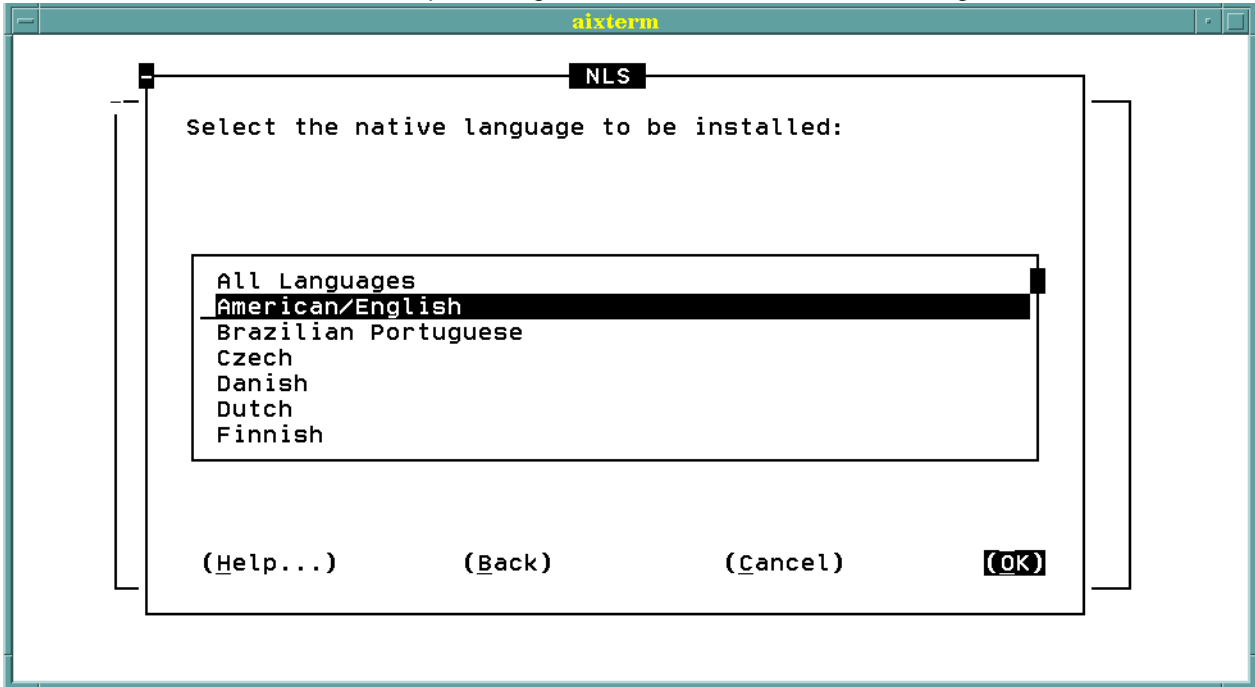 aixterm
NLS
Select the native language to be installed:
All Languages
American/English
Brazilian Portuguese
Czech
Danish
Dutch
Finnish
(Help...) (Back) (Cancel) (OK)